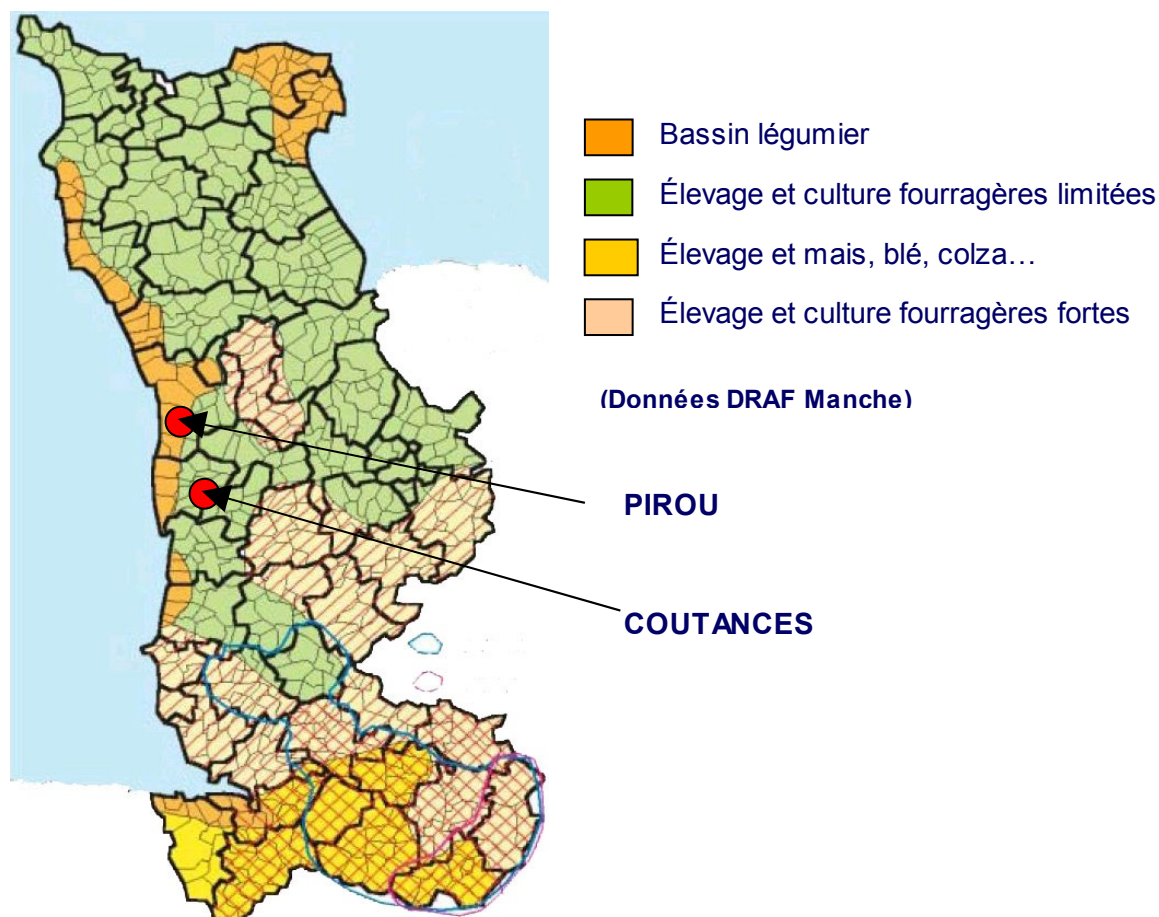 Bassin légumier
Élevage et culture fourragères limitées
Élevage et mais, blé, colza…
Élevage et culture fourragères fortes
(Données DRAF Manche)
PIROU
COUTANCES